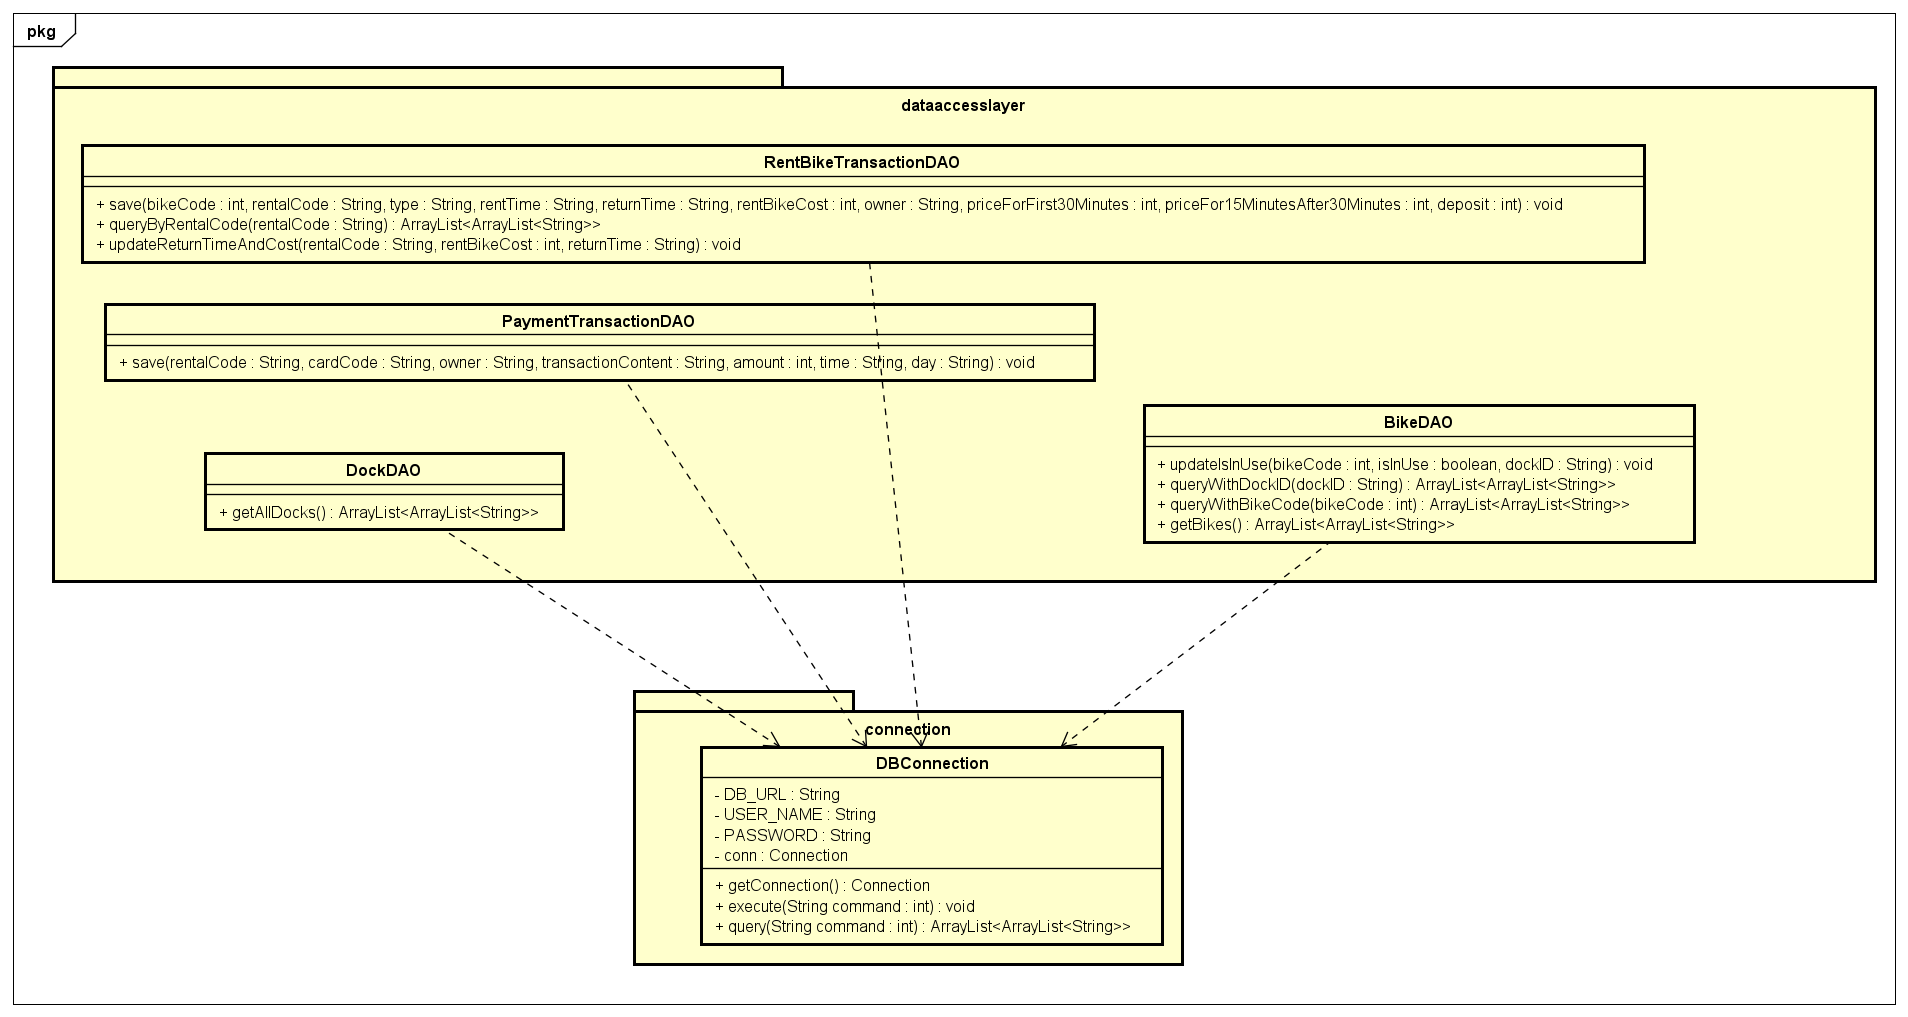 pkg
dataaccesslayer
RentBikeTransactionDAO
+ save(bikeCode : int, rentalCode : String, type : String, rentTime : String, returnTime : String, rentBikeCost : int, owner : String, priceForFirst30Minutes : int, priceFor15MinutesAfter30Minutes : int, deposit : int) : void
+ queryByRentalCode(rentalCode : String) : ArrayList<ArrayList<String>>
+ updateReturnTimeAndCost(rentalCode : String, rentBikeCost : int, returnTime : String) : void
PaymentTransactionDAO
+ save(rentalCode : String, cardCode : String, owner : String, transactionContent : String, amount : int, time : String, day : String) : void
BikeDAO
+ updateIsInUse(bikeCode : int, isInUse : boolean, dockID : String) : void
+ queryWithDockID(dockID : String) : ArrayList<ArrayList<String>>
+ queryWithBikeCode(bikeCode : int) : ArrayList<ArrayList<String>>
+ getBikes() : ArrayList<ArrayList<String>>
DockDAO
+ getAllDocks() : ArrayList<ArrayList<String>>
connection
DBConnection
- DB_URL : String
- USER_NAME : String
- PASSWORD : String
- conn : Connection
+ getConnection() : Connection
+ execute(String command : int) : void
+ query(String command : int) : ArrayList<ArrayList<String>>